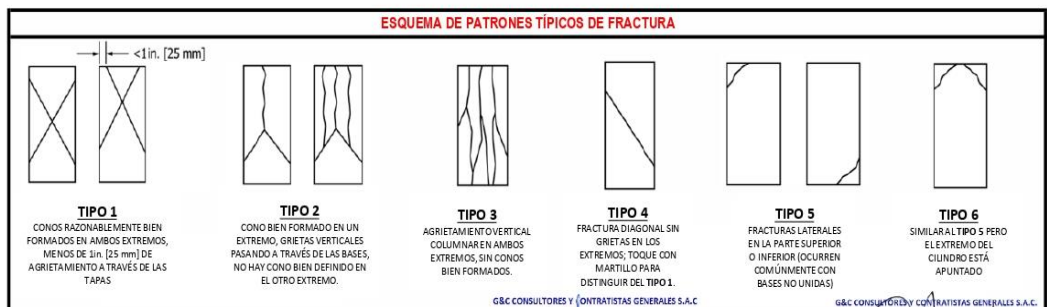 ESQUEMA DE PATRONES TÍPICOS DE FRACTURA
<1in. [25 mm]
TIPO 1
CONOS RAZONABLEMENTE BIEN
FORMADOS EN AMBOS EXTREMOS,
MENOS DE 1in. [25 mm] DE
AGRIETAMIENTO A TRAVÉS DE LAS
TAPAS
TIPO 2
CONO BIEN FORMADO EN UN
EXTREMO, GRIETAS VERTICALES
PASANDO A TRAVÉS DE LAS BASES,
NO HAY CONO BIEN DEFINIDO EN
EL OTRO EXTREMO.
TIPO 3
AGRIETAMIENTO VERTICAL
COLUMNAR EN AMBOS
EXTREMOS, SIN CONOS
BIEN FORMADOS.
TIPO 4
FRACTURA DIAGONAL SIN
GRIETAS EN LOS
EXTREMOS; TOQUE CON
MARTILLO PARA
DISTINGUIR DEL TIPO 1.
TIPO 5
FRACTURAS LATERALES
EN LA PARTE SUPERIOR
O INFERIOR (OCURREN
COMÚNMENTE CON
BASES NO UNIDAS)
TIPO 6
SIMILAR AL TIPO 5 PERO
EL EXTREMO DEL
CILINDRO ESTÁ
APUNTADO
G&C CONSULTORES Y CONTRATISTAS GENERALES S.A.C
G&C CONSULTORES Y CONTRATISTAS GENERALES S.A.C.